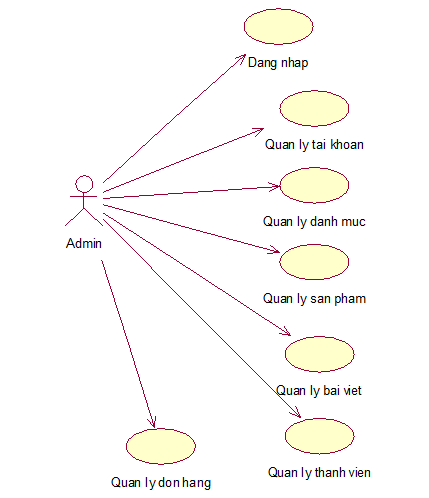 Dang nhap
Quan ly tai khoan
Quan ly danh muc
Admin
Quan ly san pham
Quan ly bai viet
Quan ly thanh vien
Quan ly don hang